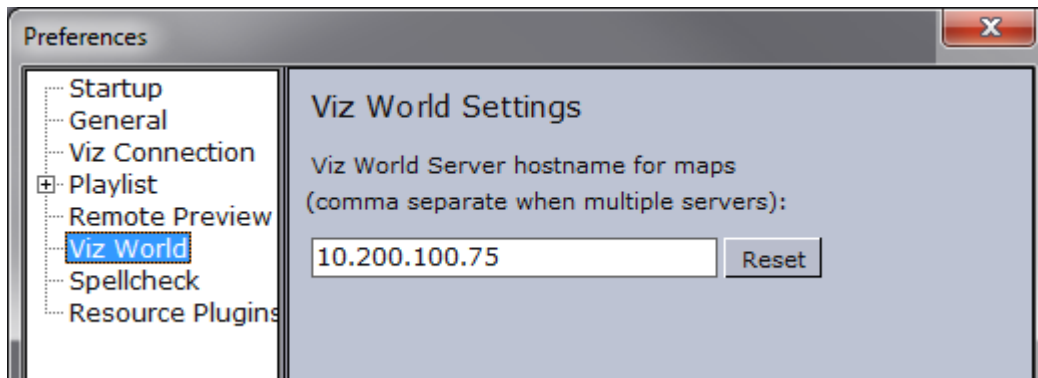 Preferences
Startup
General
Viz Connection
Playlist
Remote Preview
Viz World
Spellcheck
Resource Plugins
Viz World Settings
Viz World Server hostname for maps
(comma separate when multiple servers):
10.200.100.75
Reset